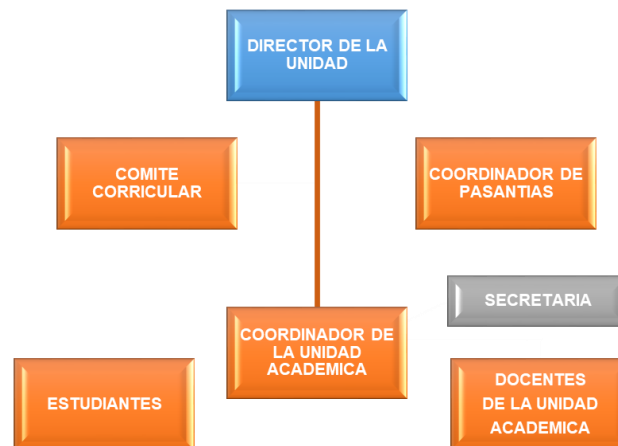 DIRECTOR DE LA
UNIDAD
COMITE
CORRICULAR
COORDINADOR DE
PASANTIAS
SECRETARIA
COORDINADOR DE
LA UNIDAD
ACADEMICA
ESTUDIANTES
DOCENTES
DE LA UNIDAD
ACADEMICA